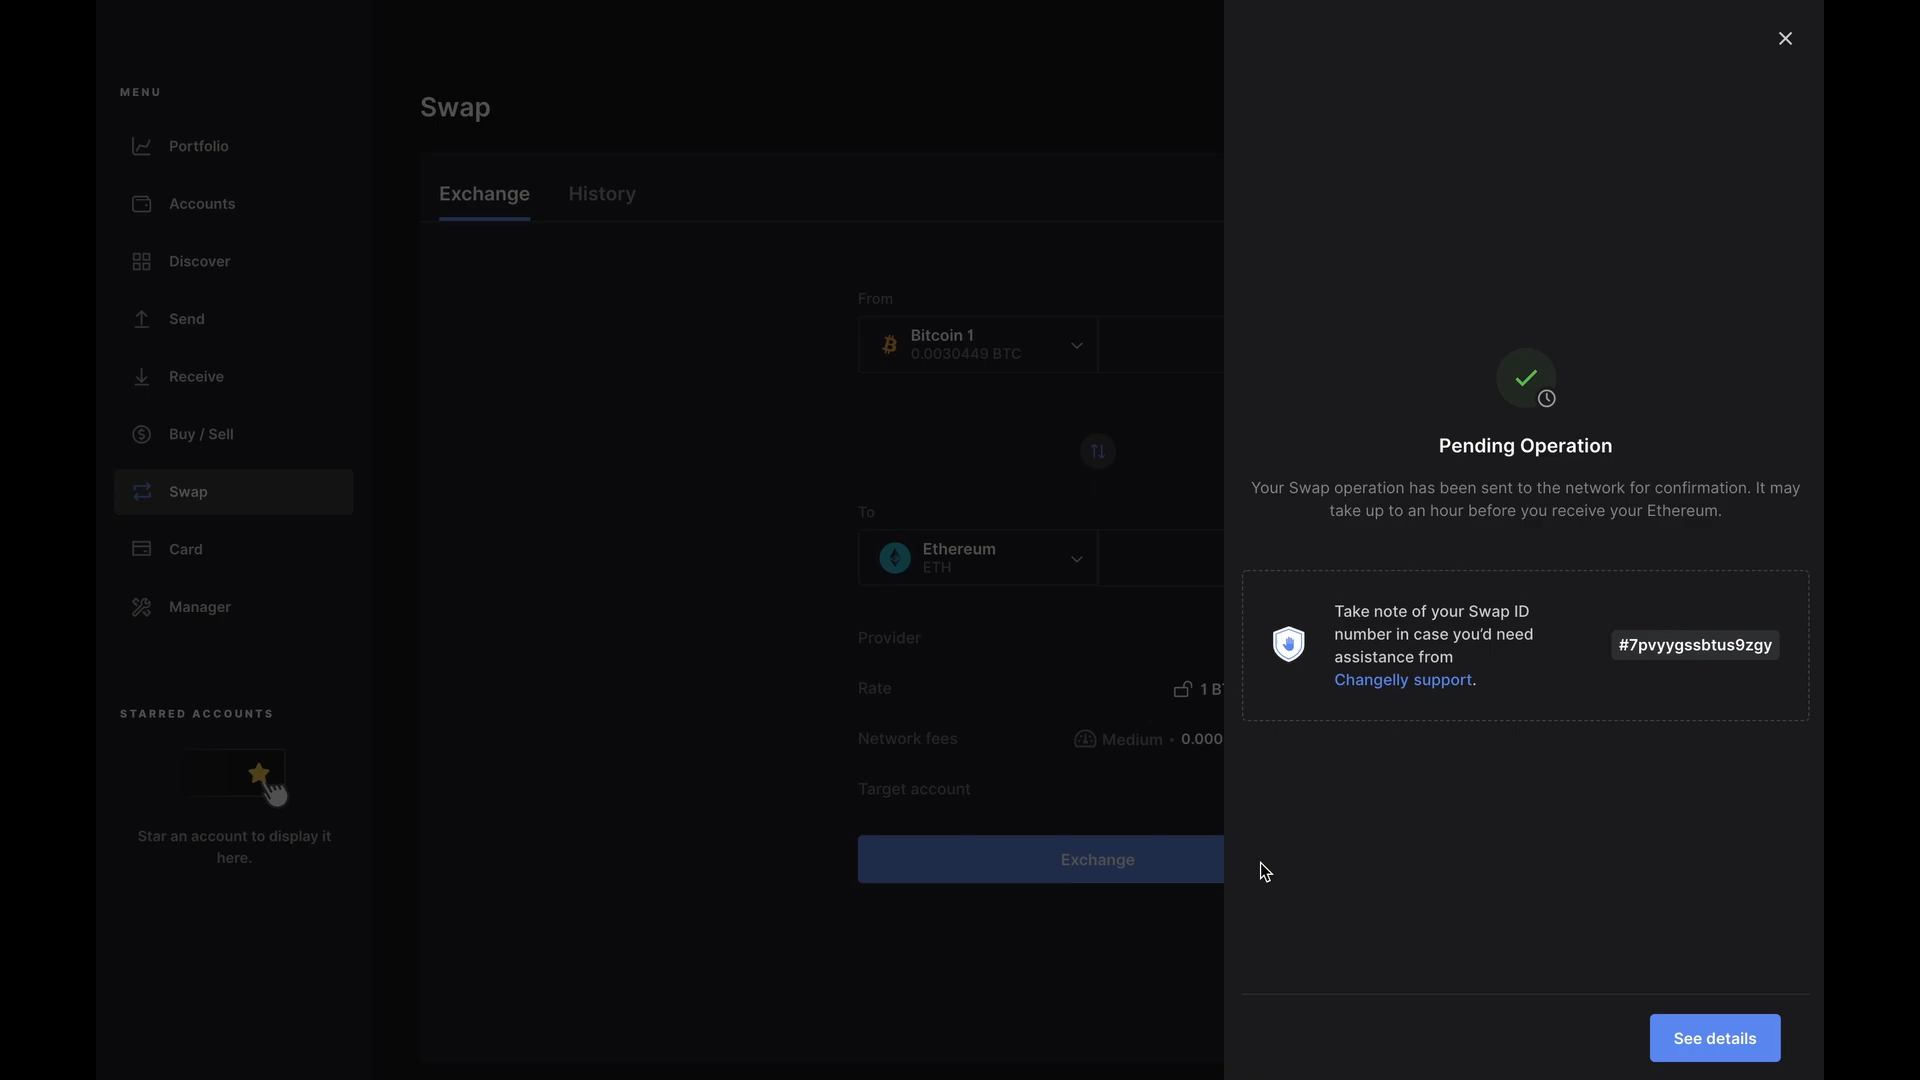 MENU
Portfolio
Accounts
Discover
Send
Receive
Buy / Sell
Swap
Card
Manager
STARRED ACCOUNTS
Star an account to display it
here.
Swap
Exchange History
From
Bitcoin 1
0.0030449 BTC
To
Ethereum
ETH
Provider
Rate 1 BT
Network fees Medium • 0.000
Target account
Exchange
Pending Operation
Your Swap operation has been sent to the network for confirmation. It may
take up to an hour before you receive your Ethereum.
Take note of your Swap ID
number in case you'd need
assistance from
Changelly support.
#7pvyygssbtus9zgy
See details